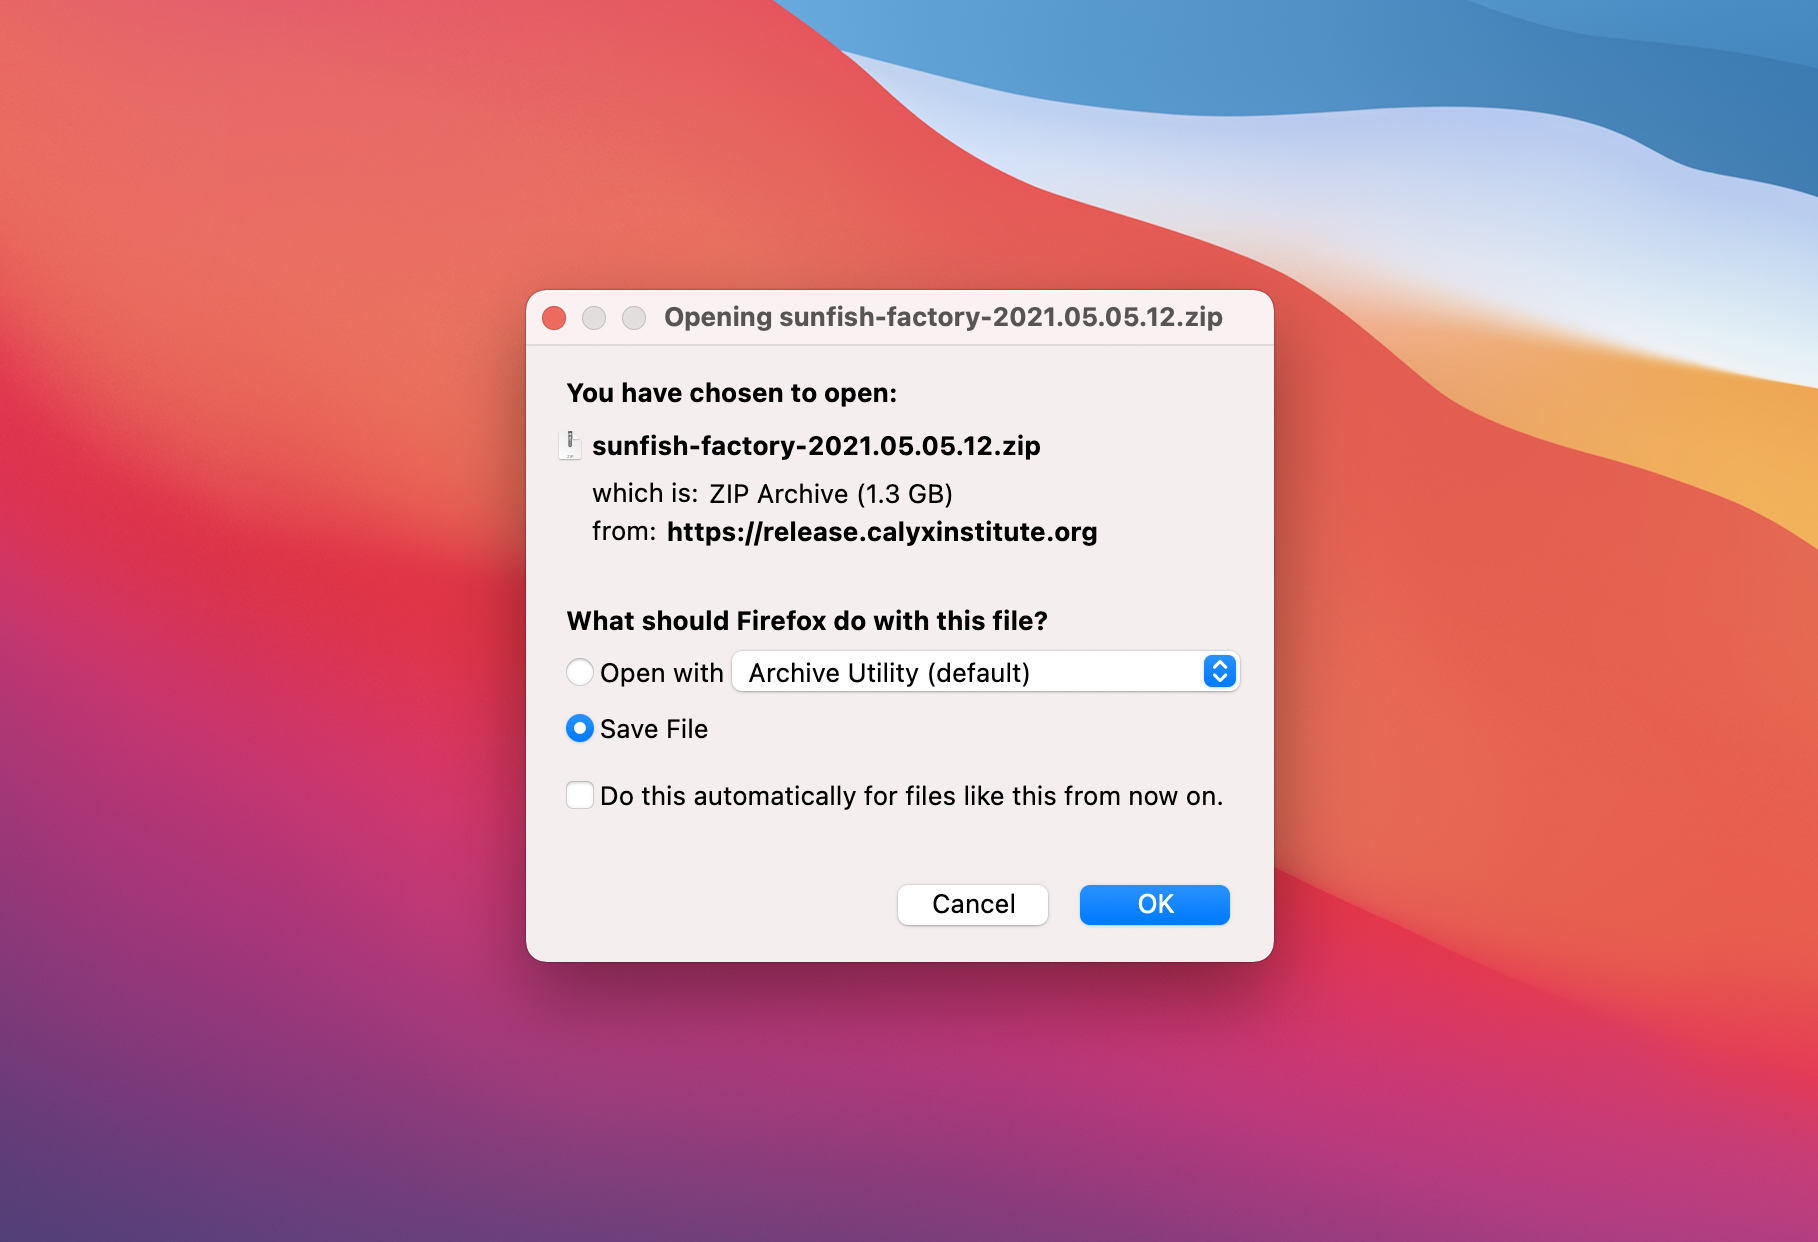 Opening sunfish-factory-2021.05.05.12.zip
You have chosen to open:
sunfish-factory-2021.05.05.12.zip
which is: ZIP Archive (1.3 GB)
from: https://release.calyxinstitute.org
What should Firefox do with this file?
Open with Archive Utility (default)
Save File
Do this automatically for files like this from now on.
Cancel OK